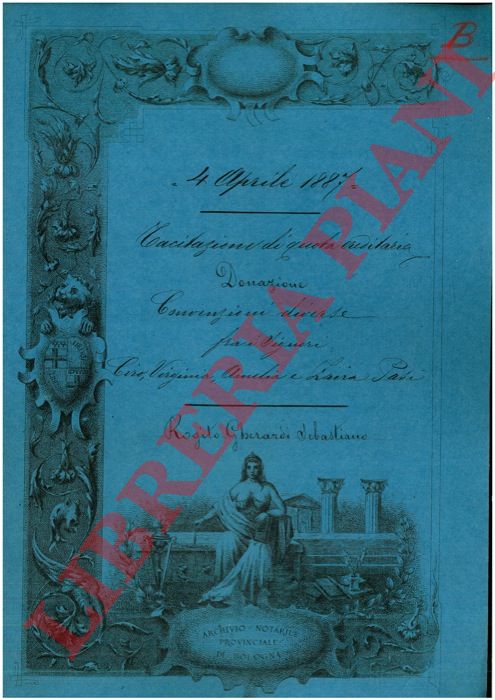 B
4 Aprile 1887.
Tacitazione di quota ereditaria
Donazione
Convenzioni diverse
fra i Signori
Ciro, Virginia, Amelia e Laura Pasi
Rogito Gherardi Sebastiano
ARCHIVIO NOTARILE
PROVINCIALE
DI BOLOGNA
LIBRERIA PIANI